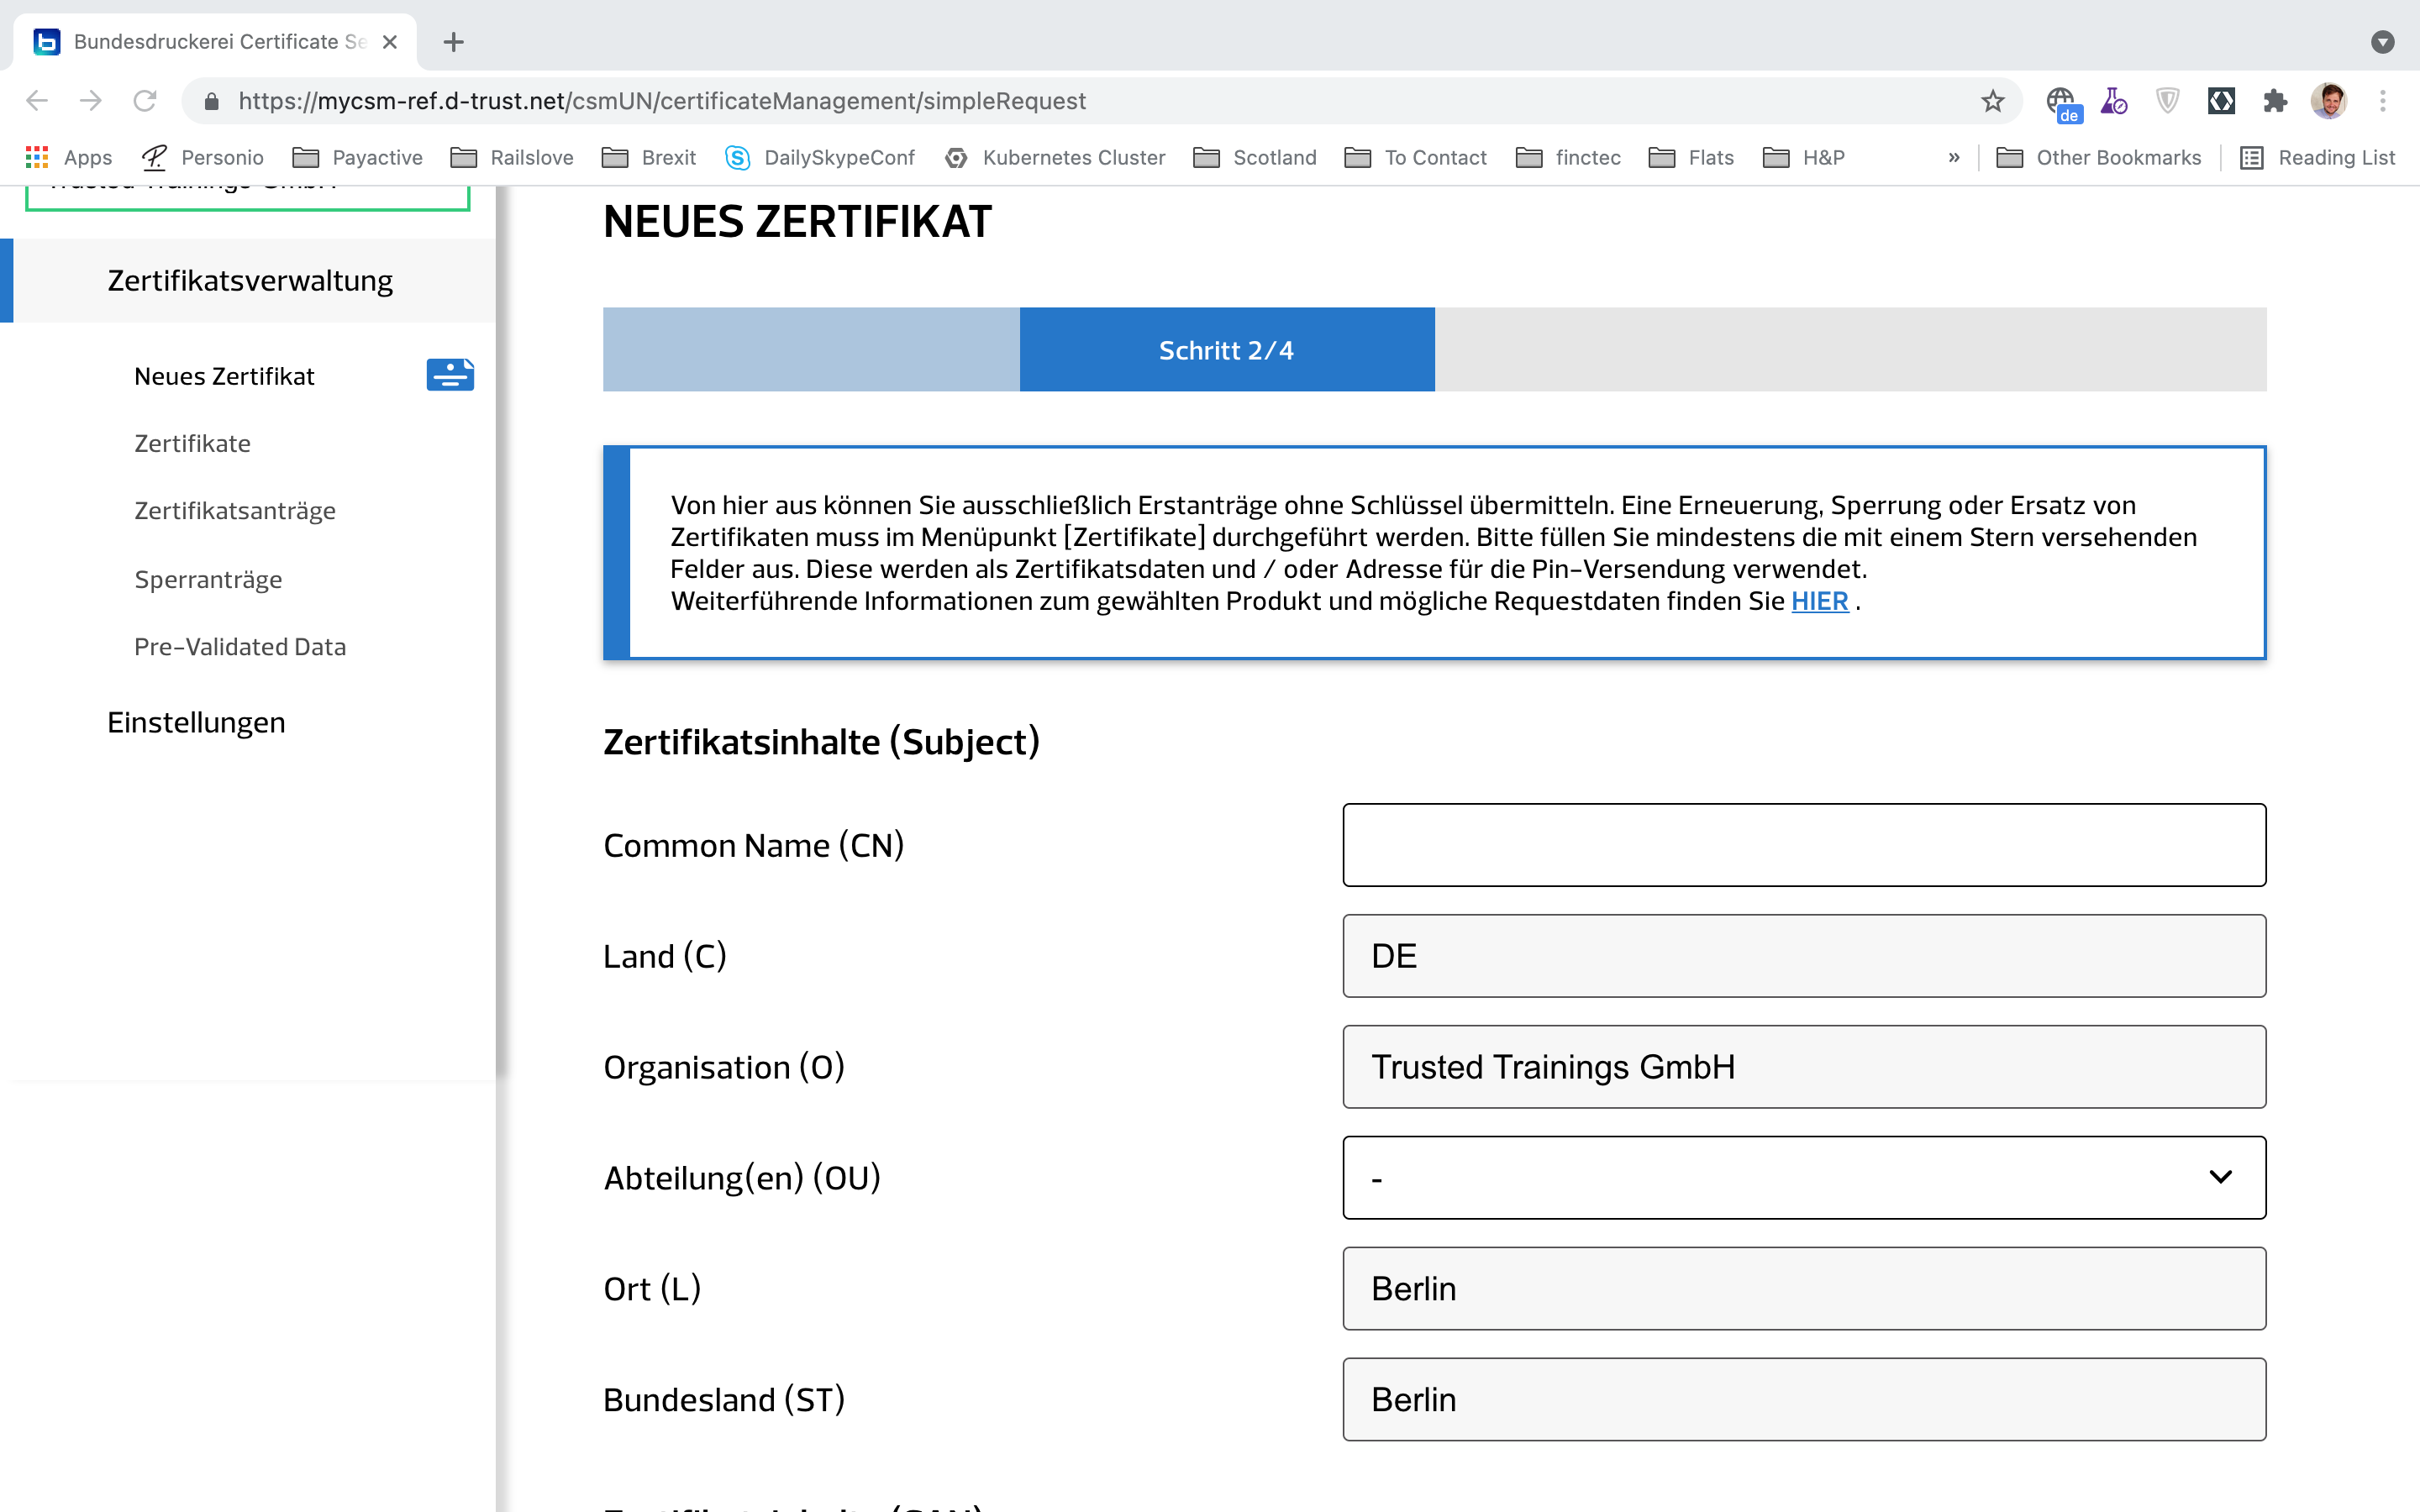 Bundesdruckerei Certificate Se
https://mycsm-ref.d-trust.net/csmUN/certificateManagement/simpleRequest
de
Apps
Personio
Payactive
Railslove
Brexit
DailySkypeConf
Kubernetes Cluster
Scotland
To Contact
finctec
Flats
H&P
»
Other Bookmarks
Reading List
Trusted Trainings GmbH
Zertifikatsverwaltung
Neues Zertifikat
Zertifikate
Zertifikatsanträge
Sperranträge
Pre-Validated Data
Einstellungen
NEUES ZERTIFIKAT
Schritt 2/4
Von hier aus können Sie ausschließlich Erstanträge ohne Schlüssel übermitteln. Eine Erneuerung, Sperrung oder Ersatz von
Zertifikaten muss im Menüpunkt [Zertifikate] durchgeführt werden. Bitte füllen Sie mindestens die mit einem Stern versehenden
Felder aus. Diese werden als Zertifikatsdaten und / oder Adresse für die Pin-Versendung verwendet.
Weiterführende Informationen zum gewählten Produkt und mögliche Requestdaten finden Sie HIER .
Zertifikatsinhalte (Subject)
Common Name (CN)
Land (C)
DE
Organisation (O)
Trusted Trainings GmbH
Abteilung(en) (OU)
-
Ort (L)
Berlin
Bundesland (ST)
Berlin